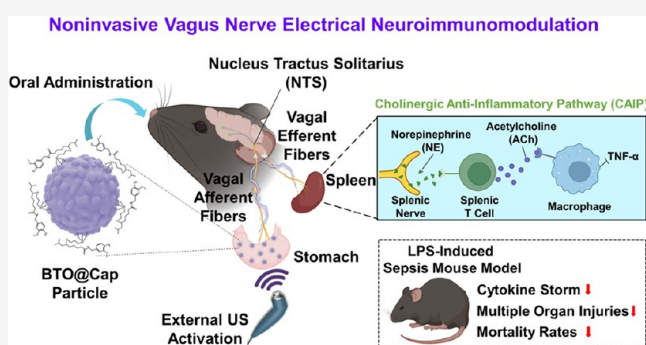 Noninvasive Vagus Nerve Electrical Neuroimmunomodulation
Oral Administration
Nucleus Tractus Solitarius
(NTS)
Vagal
Efferent
Fibers
Vagal
Afferent
Fibers
Spleen
Stomach
BTO@Cap
Particle
External US
Activation
Cholinergic Anti-Inflammatory Pathway (CAIP)
Norepinephrine
(NE)
Acetylcholine
(ACh)
TNF-α
Splenic
Nerve
Splenic
T Cell
Macrophage
LPS-Induced
Sepsis Mouse Model
Cytokine Storm
Multiple Organ Injuries
Mortality Rates